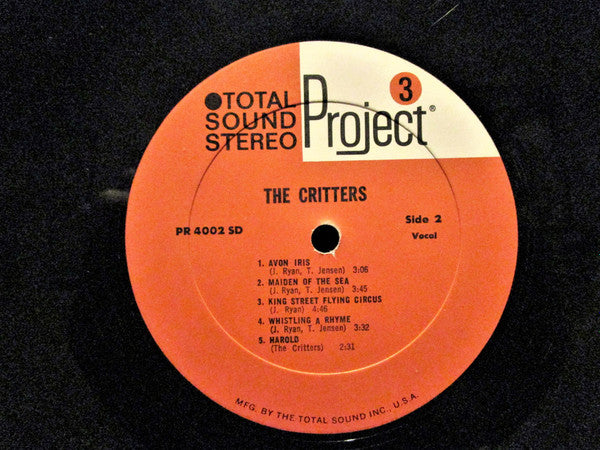 ●TOTAL
SOUND
STEREO
Project®
3
THE CRITTERS
PR 4002 SD
Side 2
Vocal
1. AVON IRIS
(J. Ryan, T. Jensen) 3:06
2. MAIDEN OF THE SEA
(J. Ryan, T. Jensen) 3:45
3. KING STREET FLYING CIRCUS
(J. Ryan) 4:46
4. WHISTLING A RHYME
(J. Ryan, T. Jensen) 3:32
5. HAROLD
(The Critters) 2:31
MFG. BY THE TOTAL SOUND INC., U.S.A.